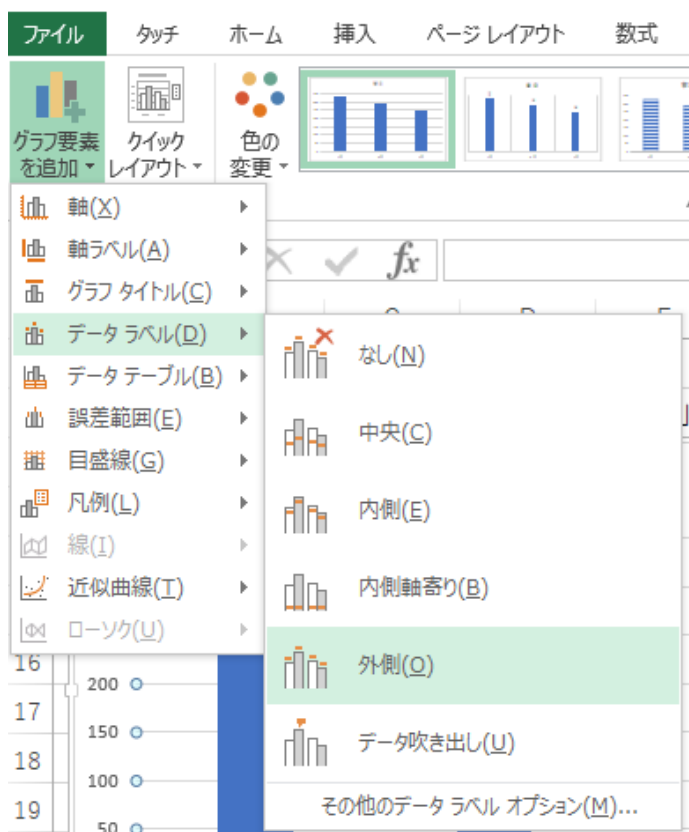 ファイル タッチ ホーム 挿入 ページ レイアウト 数式
グラフ要素
を追加
クイック
レイアウト
色の
変更
軸(X)
軸ラベル(A)
グラフ タイトル(C)
データ ラベル(D)
データ テーブル(B)
誤差範囲(E)
目盛線(G)
凡例(L)
線(I)
近似曲線(T)
ローソク(U)
fx
なし(N)
中央(C)
内側(E)
内側軸寄り(B)
外側(O)
データ吹き出し(U)
その他のデータ ラベル オプション(M)...
16
200
17
150
18
100
19
50